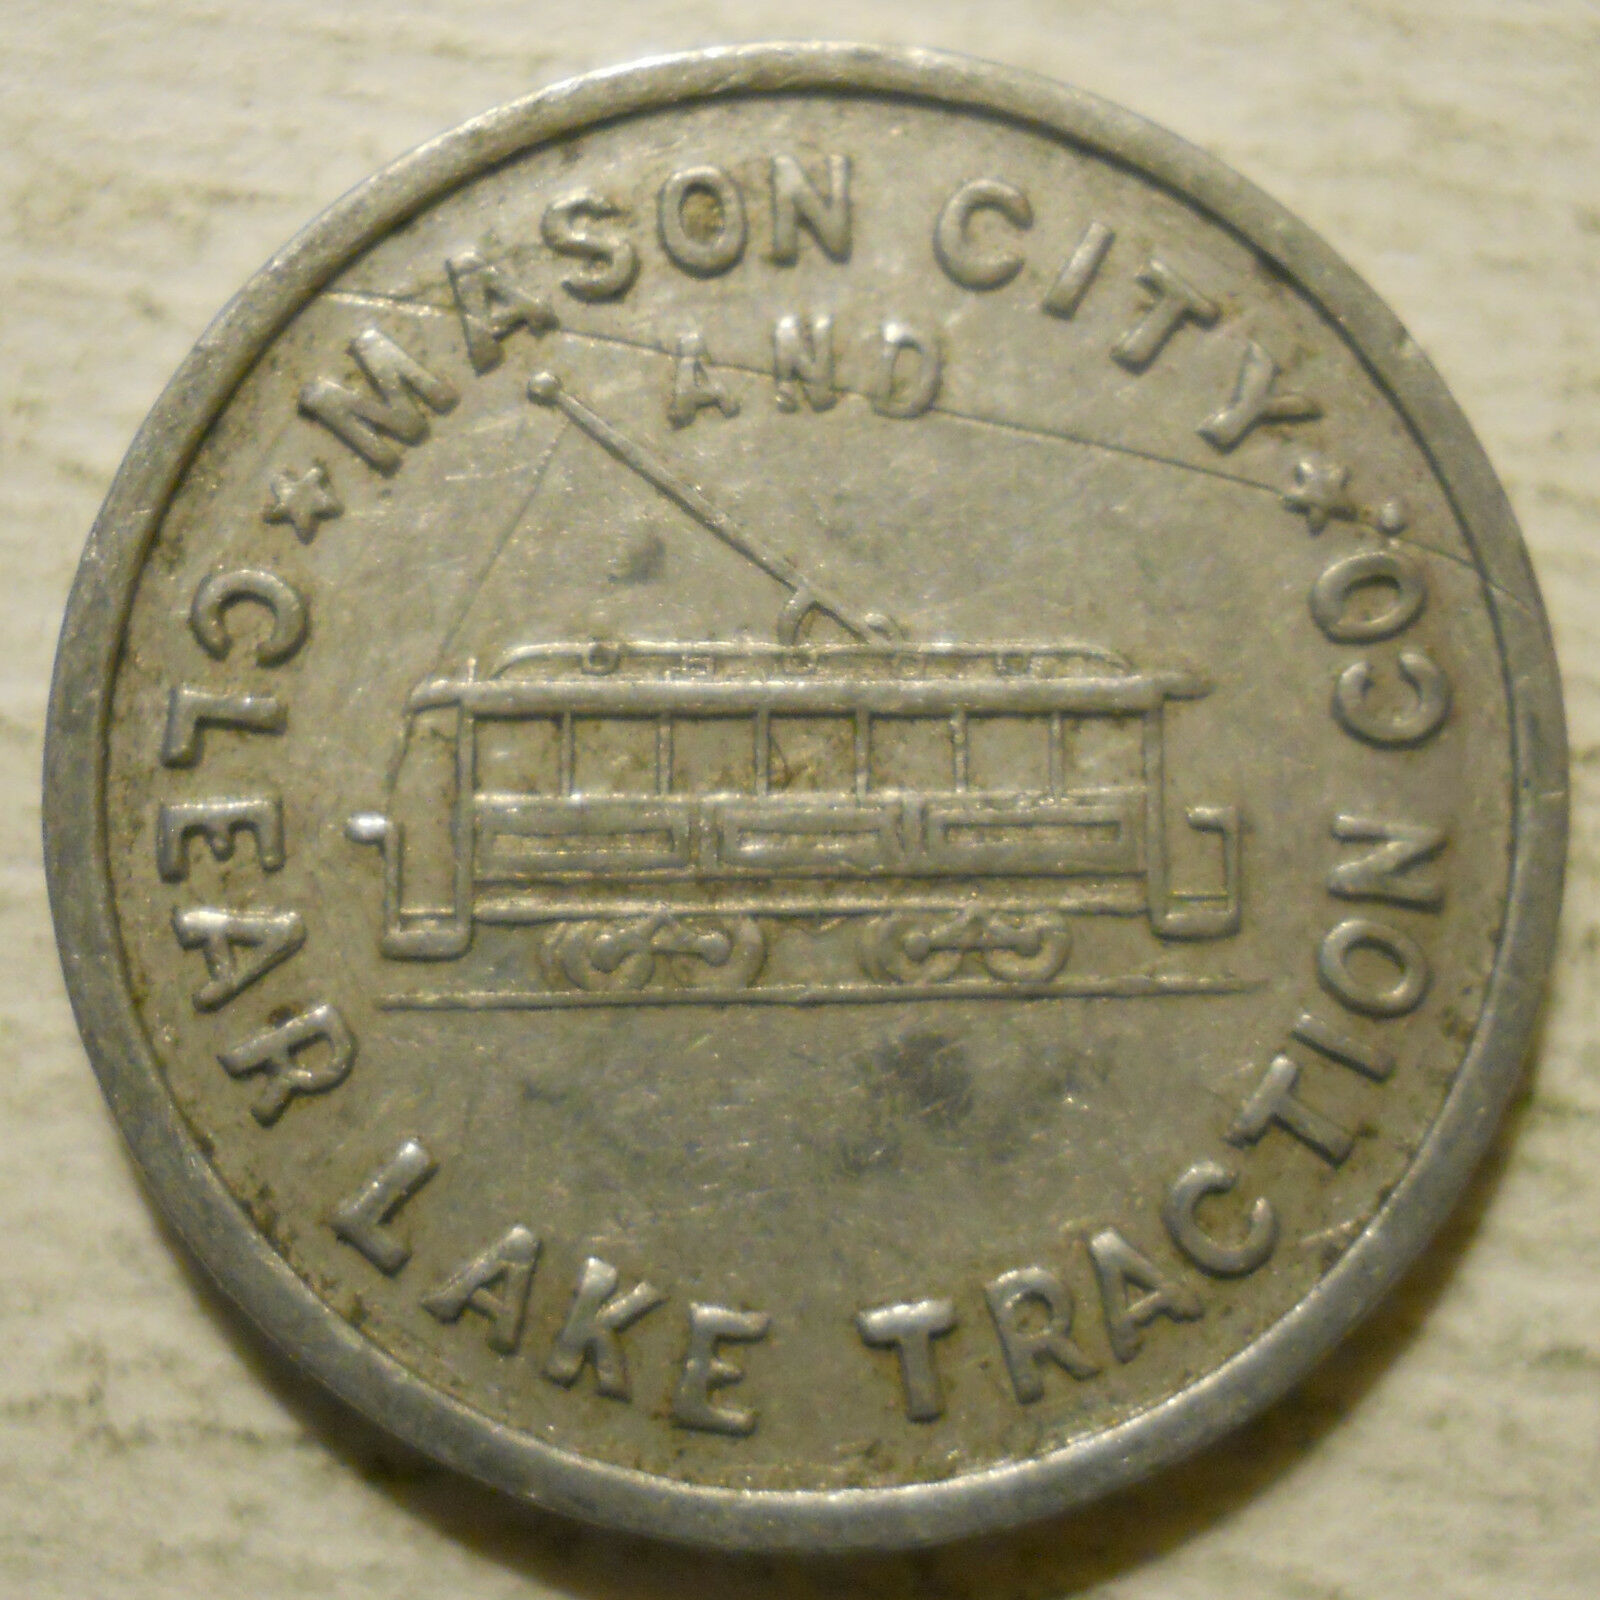 MASON CITY
AND
CLEAR LAKE TRACTION CO.